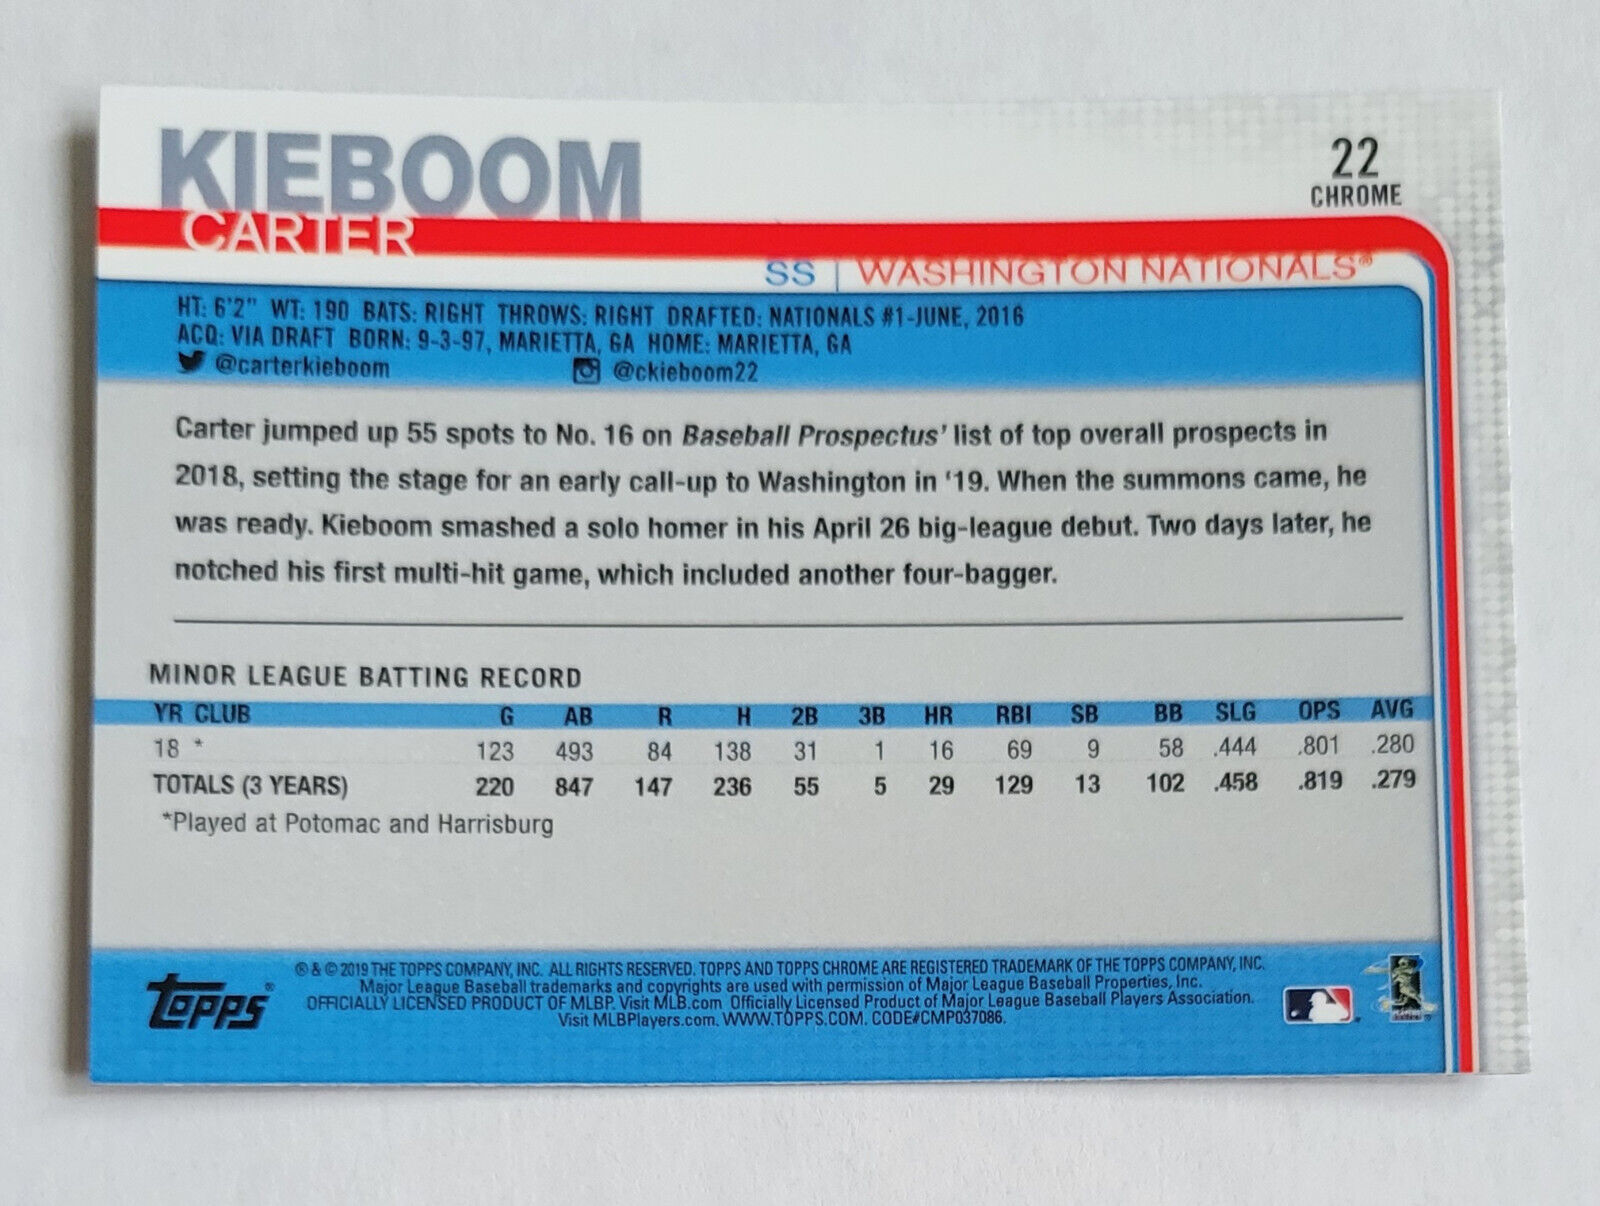 KIEBOOM
CARTER
22
CHROME
SS | WASHINGTON NATIONALS®
HT: 6'2" WT: 190 BATS: RIGHT THROWS: RIGHT DRAFTED: NATIONALS #1-JUNE, 2016
ACQ: VIA DRAFT BORN: 9-3-97, MARIETTA, GA HOME: MARIETTA, GA
@carterkieboom @ckieboom22
Carter jumped up 55 spots to No. 16 on Baseball Prospectus' list of top overall prospects in
2018, setting the stage for an early call-up to Washington in '19. When the summons came, he
was ready. Kieboom smashed a solo homer in his April 26 big-league debut. Two days later, he
notched his first multi-hit game, which included another four-bagger.
MINOR LEAGUE BATTING RECORD
YR CLUB G AB R H 2B 3B HR RBI SB BB SLG OPS AVG
18 * 123 493 84 138 31 1 16 69 9 58 .444 .801 .280
TOTALS (3 YEARS) 220 847 147 236 55 5 29 129 13 102 .458 .819 .279
*Played at Potomac and Harrisburg
topps®
® & © 2019 THE TOPPS COMPANY, INC. ALL RIGHTS RESERVED. TOPPS AND TOPPS CHROME ARE REGISTERED TRADEMARK OF THE TOPPS COMPANY, INC.
Major League Baseball trademarks and copyrights are used with permission of Major League Baseball Properties, Inc.
OFFICIALLY LICENSED PRODUCT OF MLBP. Visit MLB.com Officially Licensed Product of Major League Baseball Players Association.
Visit MLBPlayers.com. WWW.TOPPS.COM. CODE#CMP037086.